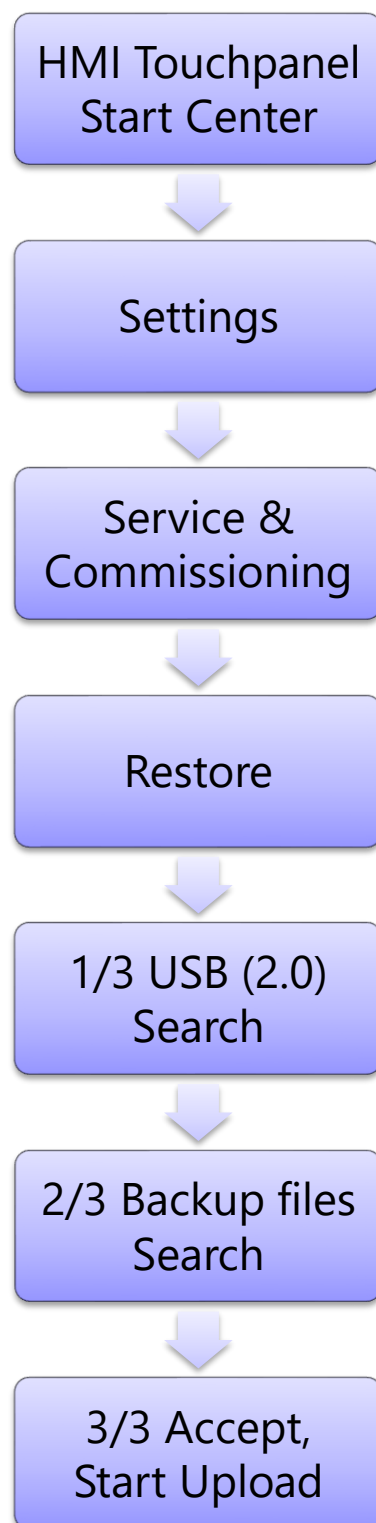 HMI Touchpanel
Start Center
Settings
Service &
Commissioning
Restore
1/3 USB (2.0)
Search
2/3 Backup files
Search
3/3 Accept,
Start Upload